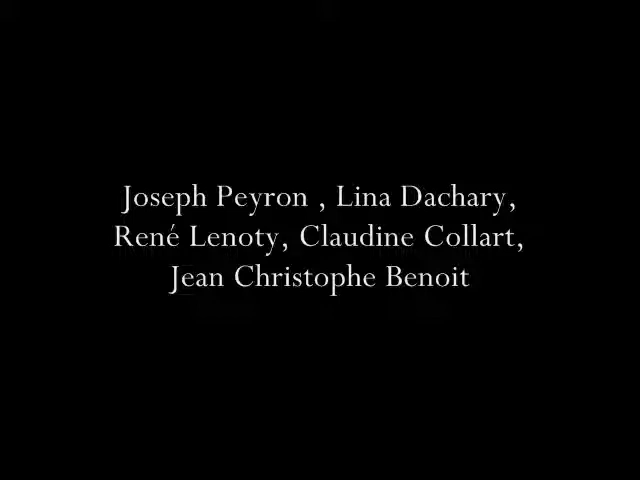 Joseph Peyron , Lina Dachary,
René Lenoty, Claudine Collart,
Jean Christophe Benoit